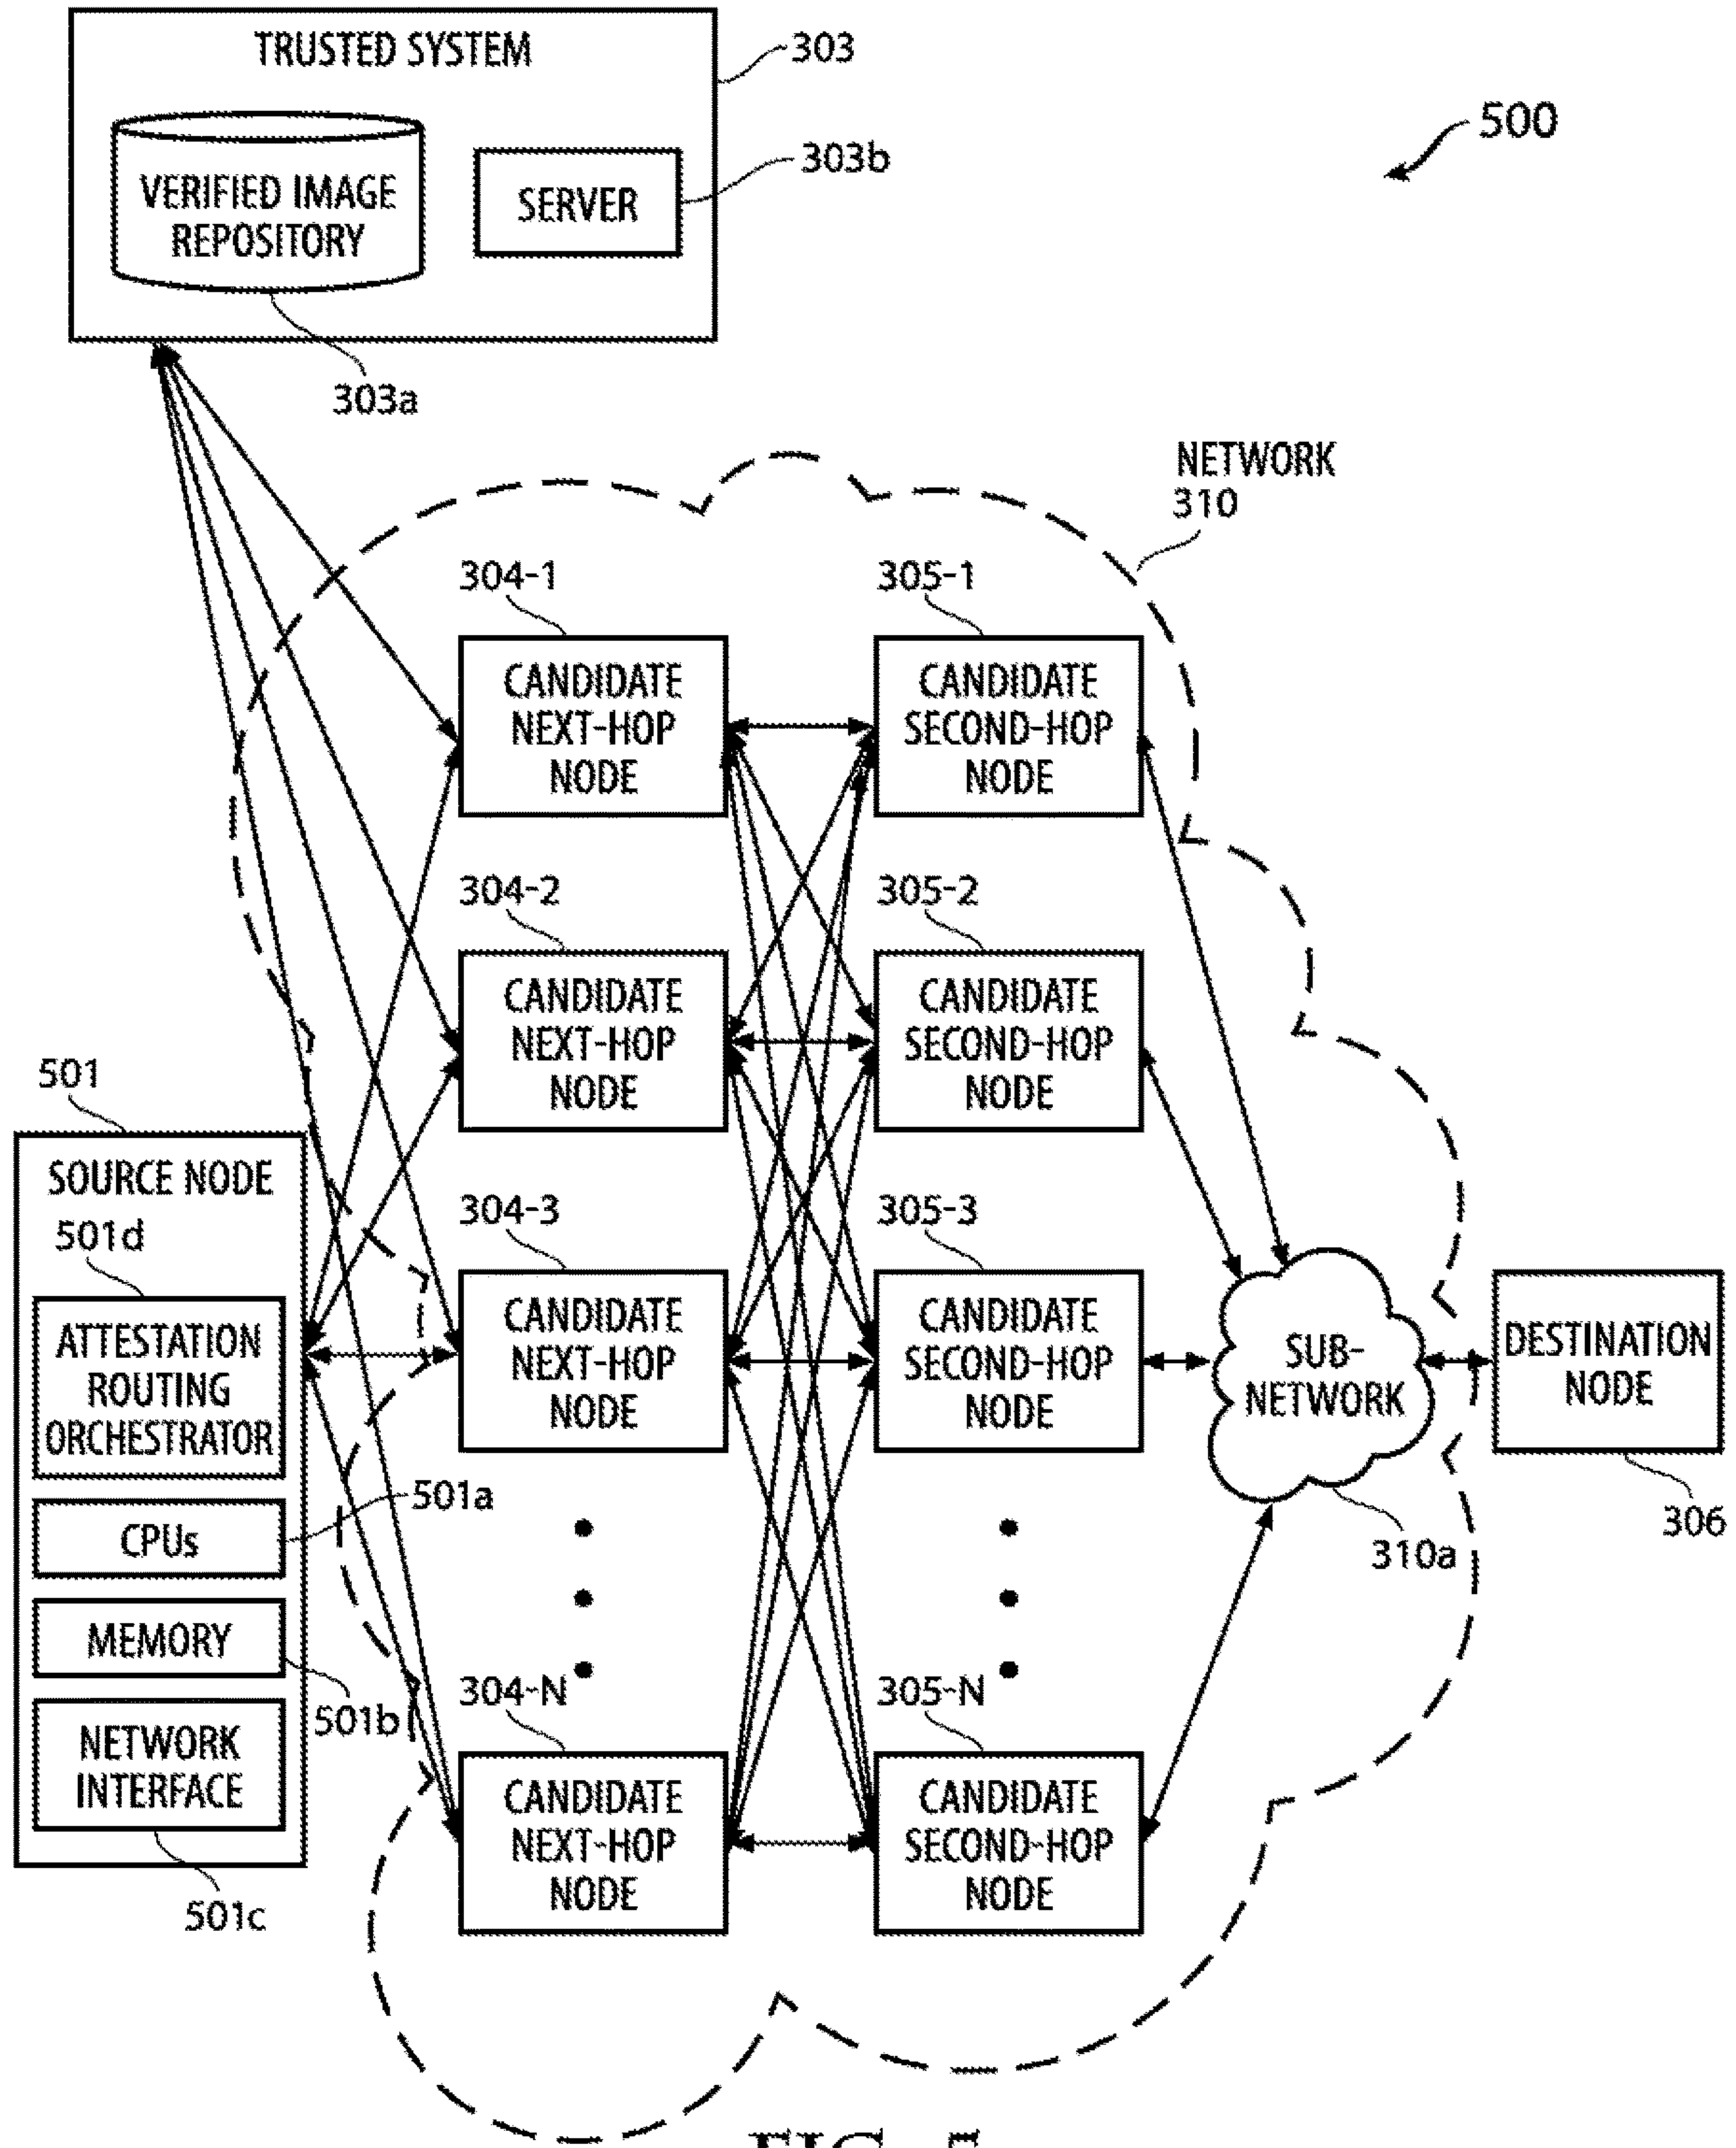 TRUSTED SYSTEM
303
VERIFIED IMAGE
REPOSITORY
SERVER
303b
303a
500
NETWORK
310
304-1
CANDIDATE
NEXT-HOP
NODE
305-1
CANDIDATE
SECOND-HOP
NODE
304-2
CANDIDATE
NEXT-HOP
NODE
305-2
CANDIDATE
SECOND-HOP
NODE
501
SOURCE NODE
501d
ATTESTATION
ROUTING
ORCHESTRATOR
CPUs
501a
MEMORY
501b
NETWORK
INTERFACE
501c
304-3
CANDIDATE
NEXT-HOP
NODE
305-3
CANDIDATE
SECOND-HOP
NODE
SUB-
NETWORK
310a
DESTINATION
NODE
306
304-N
CANDIDATE
NEXT-HOP
NODE
305-N
CANDIDATE
SECOND-HOP
NODE